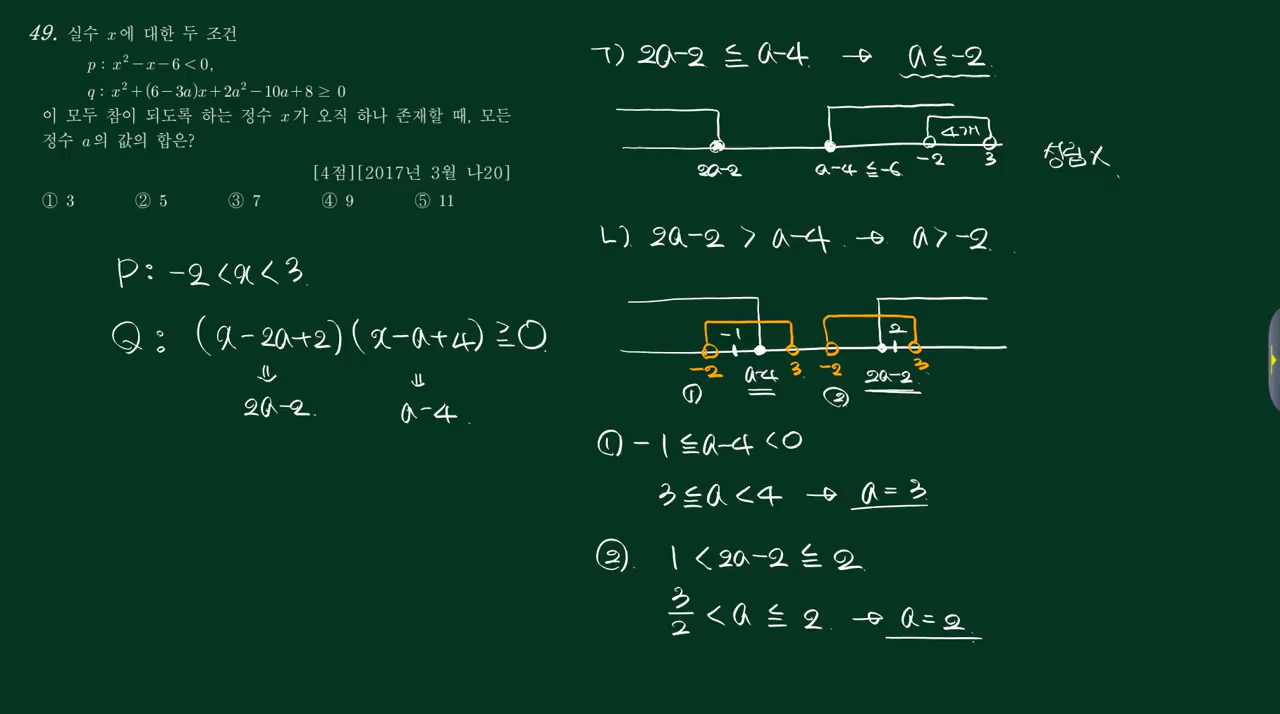 49. 실수 x에 대한 두 조건
p : x² − x − 6 < 0,
q : x² + (6 − 3a)x + 2a² − 10a + 8 ≥ 0
이 모두 참이 되도록 하는 정수 x가 오직 하나 존재할 때, 모든
정수 a의 값의 합은?
[4점][2017년 3월 나20]
① 3 ② 5 ③ 7 ④ 9 ⑤ 11
P : -2 < x < 3.
Q : (x - 2a + 2)(x - a + 4) ≧ 0
⇓ ⇓
2a-2. a-4.
ㄱ) 2a-2 ≦ a-4. → a ≦ -2
4개
2a-2 a-4 ≦ -6 -2 3
성립 X.
ㄴ) 2a-2 > a-4. → a > -2.
-1 2
-2 a-4 3 -2 2a-2 3
① ②
① -1 ≦ a-4 < 0
3 ≦ a < 4 → a = 3
②. 1 < 2a-2 ≦ 2
3/2 < a ≦ 2. → a = 2